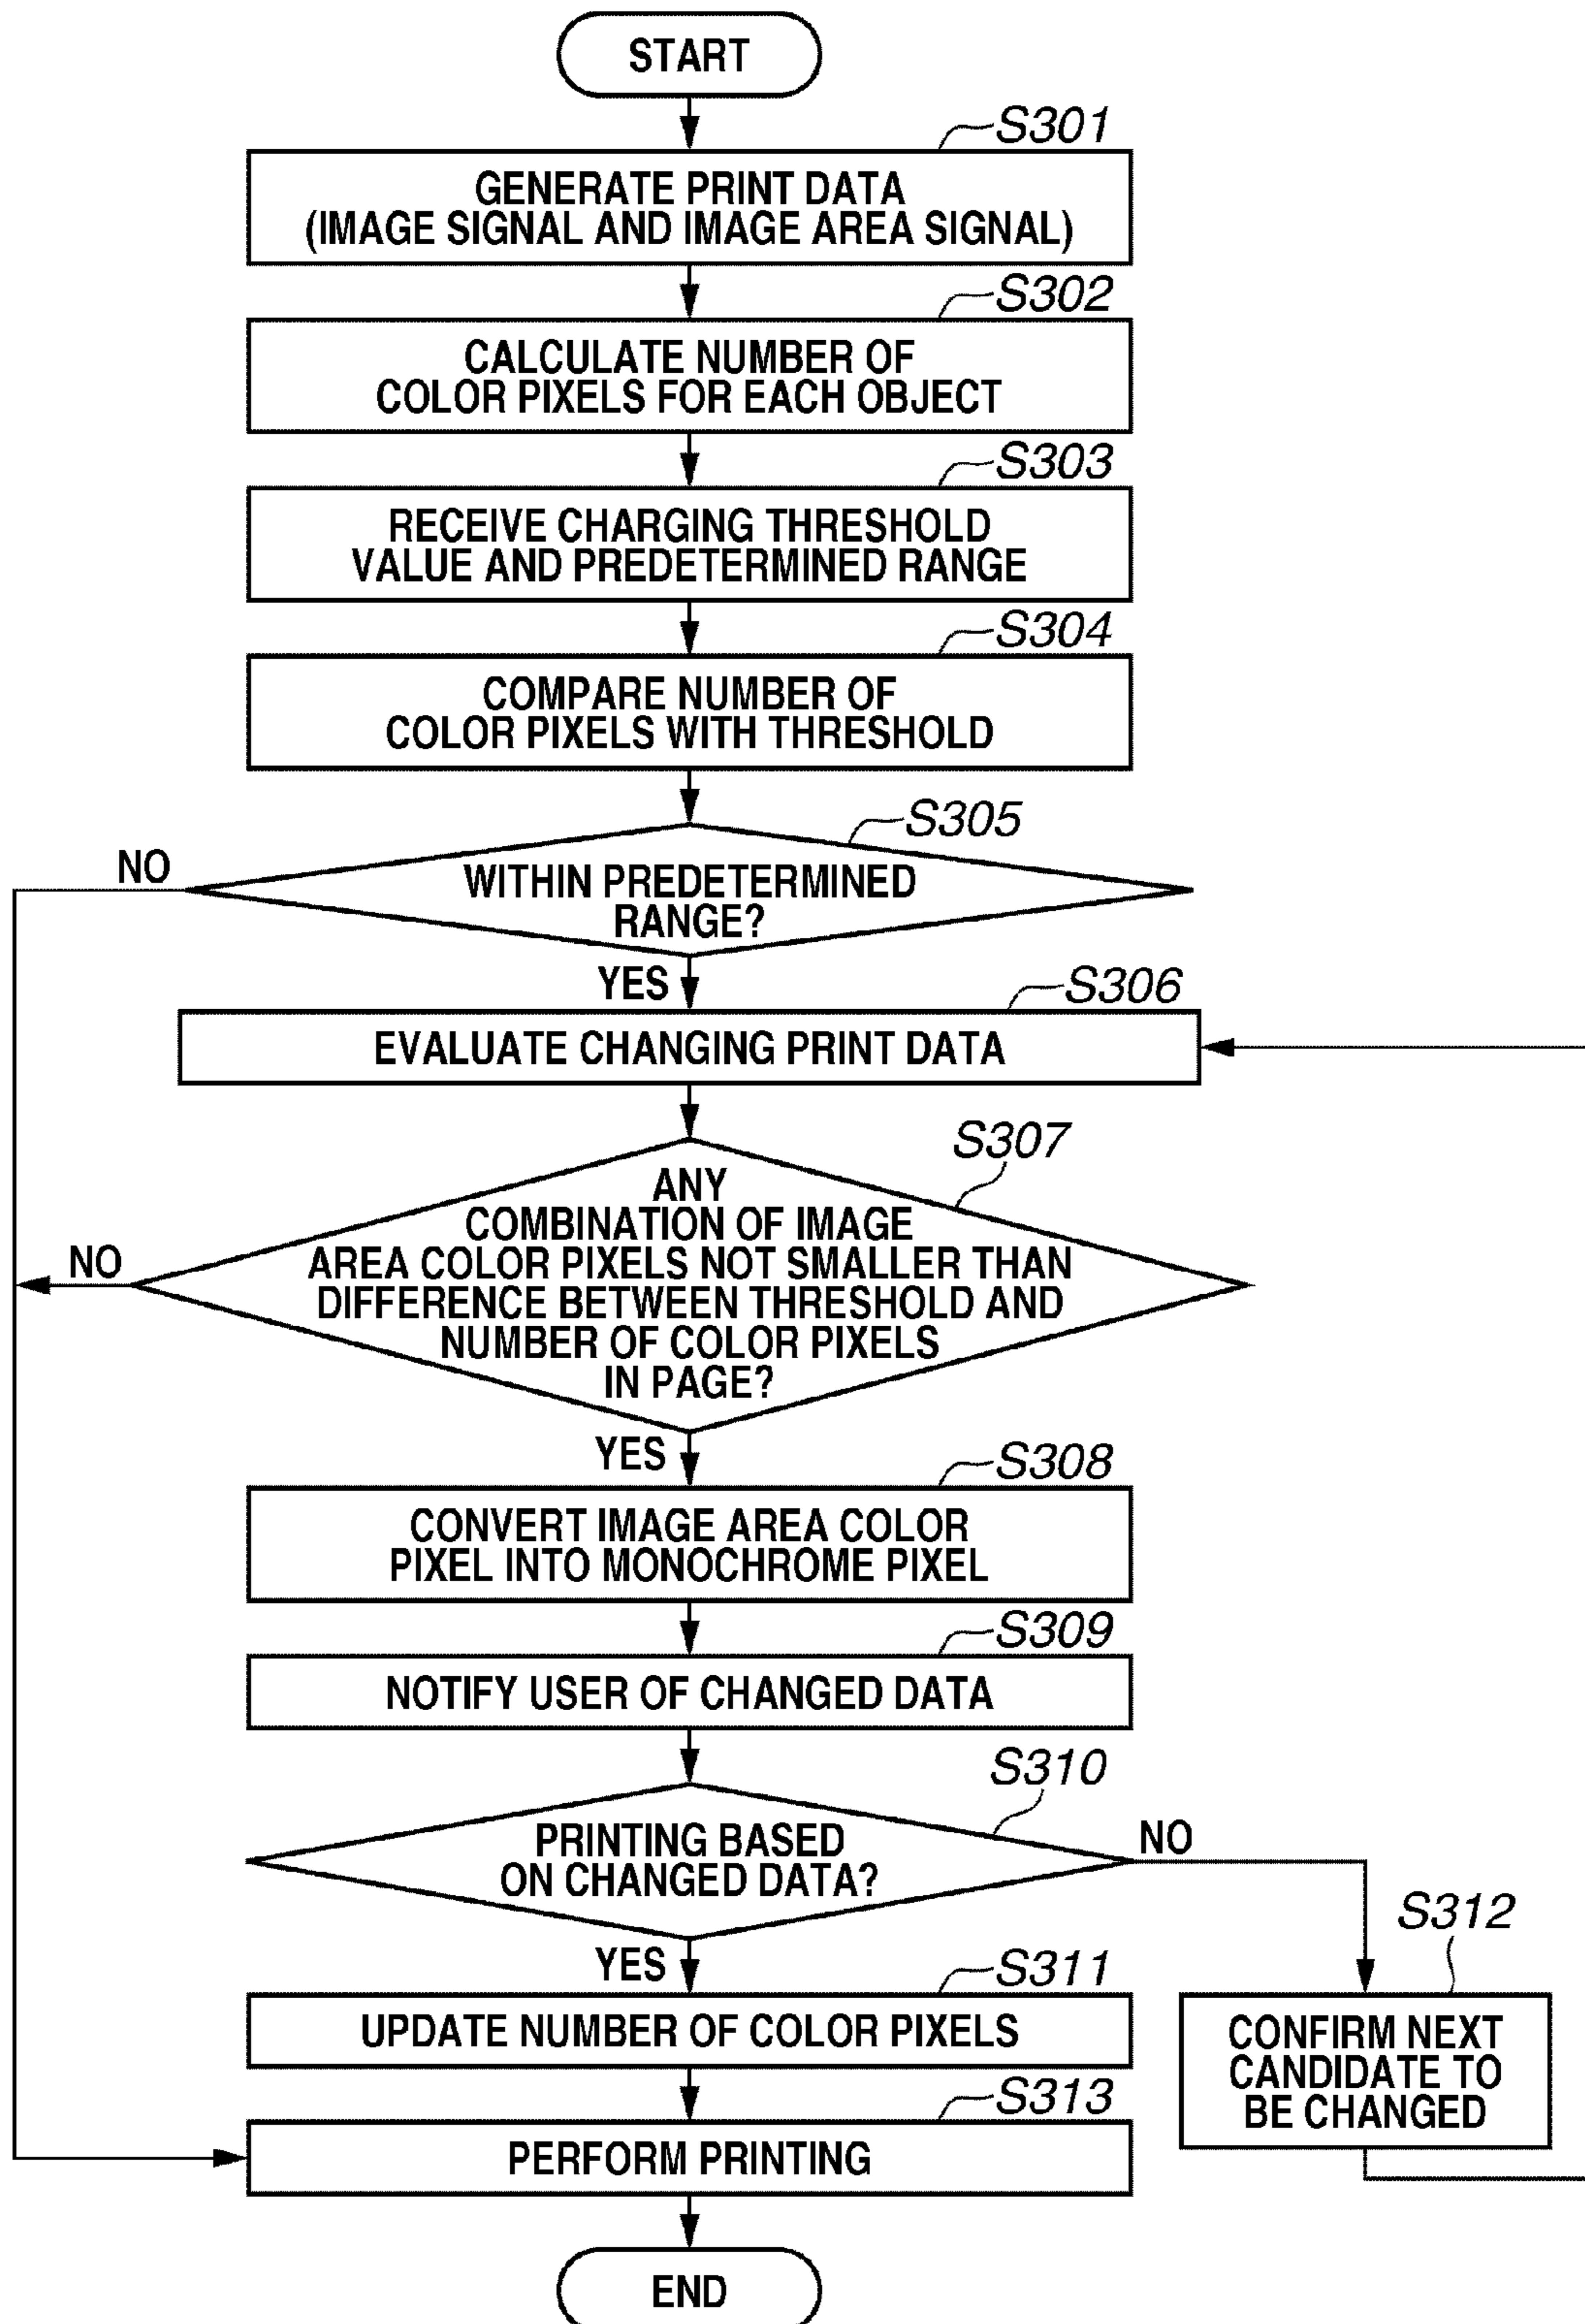 START
S301
GENERATE PRINT DATA
(IMAGE SIGNAL AND IMAGE AREA SIGNAL)
S302
CALCULATE NUMBER OF
COLOR PIXELS FOR EACH OBJECT
S303
RECEIVE CHARGING THRESHOLD
VALUE AND PREDETERMINED RANGE
S304
COMPARE NUMBER OF
COLOR PIXELS WITH THRESHOLD
S305
NO
WITHIN PREDETERMINED
RANGE?
YES
S306
EVALUATE CHANGING PRINT DATA
S307
NO
ANY
COMBINATION OF IMAGE
AREA COLOR PIXELS NOT SMALLER THAN
DIFFERENCE BETWEEN THRESHOLD AND
NUMBER OF COLOR PIXELS
IN PAGE?
YES
S308
CONVERT IMAGE AREA COLOR
PIXEL INTO MONOCHROME PIXEL
S309
NOTIFY USER OF CHANGED DATA
S310
PRINTING BASED
ON CHANGED DATA?
NO
YES
S311
UPDATE NUMBER OF COLOR PIXELS
S312
CONFIRM NEXT
CANDIDATE TO
BE CHANGED
S313
PERFORM PRINTING
END